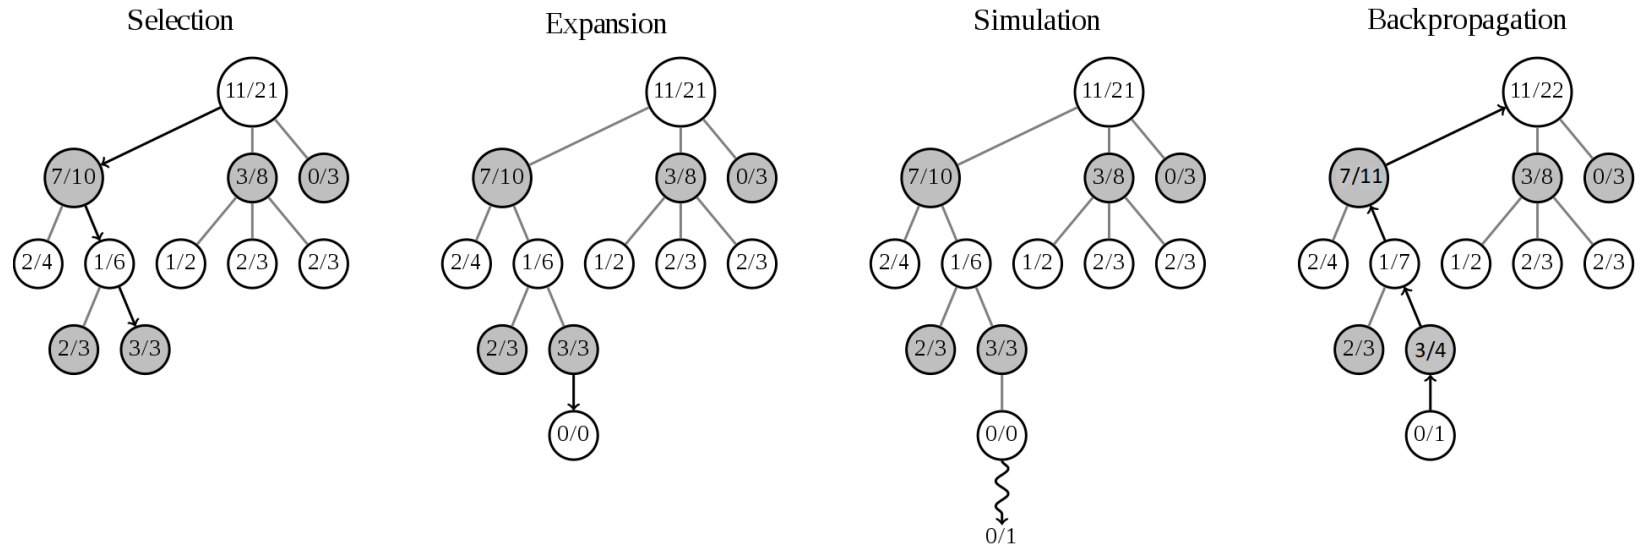 Selection
11/21
7/10 3/8 0/3
2/4 1/6 1/2 2/3 2/3
2/3 3/3
Expansion
11/21
7/10 3/8 0/3
2/4 1/6 1/2 2/3 2/3
2/3 3/3
0/0
Simulation
11/21
7/10 3/8 0/3
2/4 1/6 1/2 2/3 2/3
2/3 3/3
0/0
0/1
Backpropagation
11/22
7/11 3/8 0/3
2/4 1/7 1/2 2/3 2/3
2/3 3/4
0/1